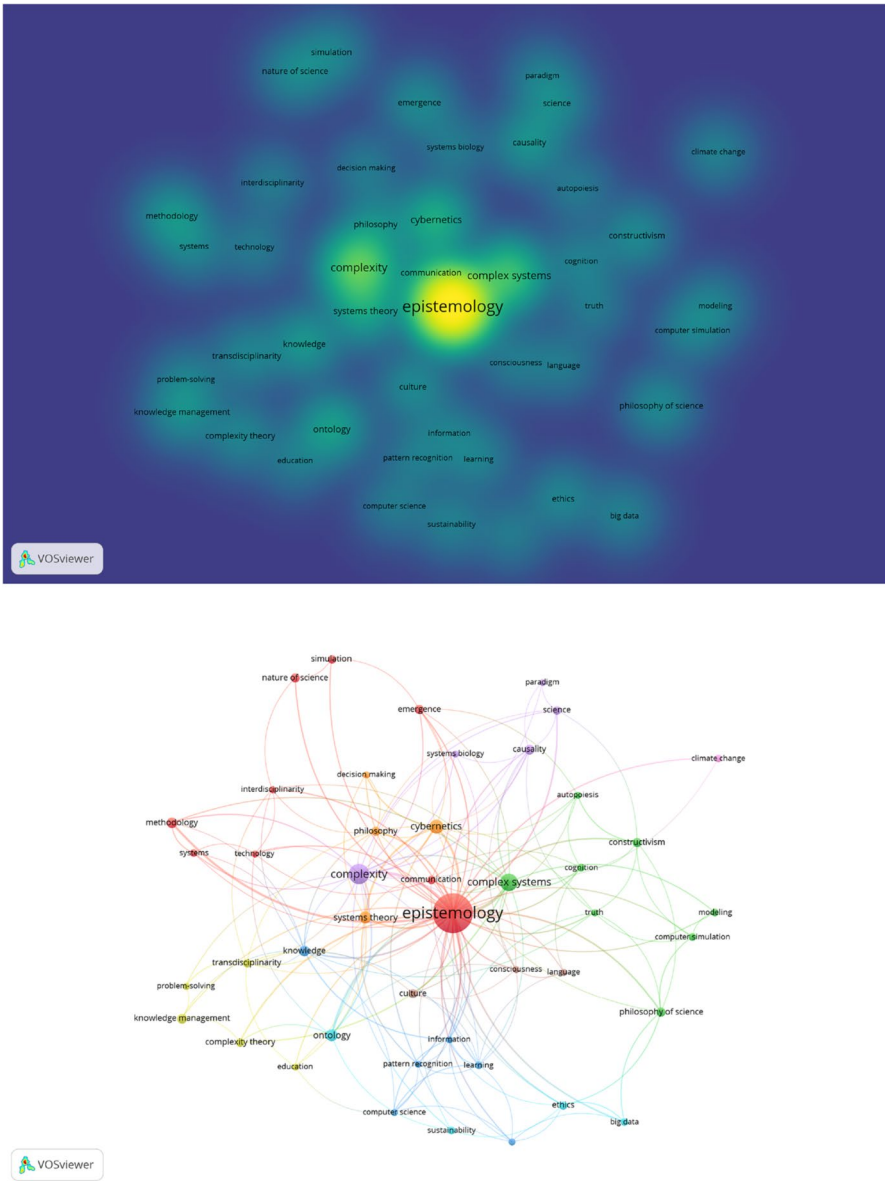 simulation
nature of science
paradigm
emergence
science
systems biology
causality
climate change
decision making
interdisciplinarity
autopoiesis
methodology
philosophy
cybernetics
constructivism
systems
technology
cognition
complexity
communication
complex systems
epistemology
truth
modeling
systems theory
computer simulation
knowledge
transdisciplinarity
consciousness
language
problem-solving
culture
knowledge management
philosophy of science
complexity theory
ontology
information
education
pattern recognition
learning
ethics
computer science
big data
sustainability
VOSviewer
simulation
nature of science
paradigm
emergence
science
systems biology
causality
climate change
decision making
interdisciplinarity
autopoiesis
methodology
philosophy
cybernetics
constructivism
systems
technology
cognition
complexity
communication
complex systems
epistemology
truth
modeling
systems theory
computer simulation
knowledge
transdisciplinarity
consciousness
language
problem-solving
culture
knowledge management
philosophy of science
complexity theory
ontology
information
education
pattern recognition
learning
ethics
computer science
big data
sustainability
VOSviewer